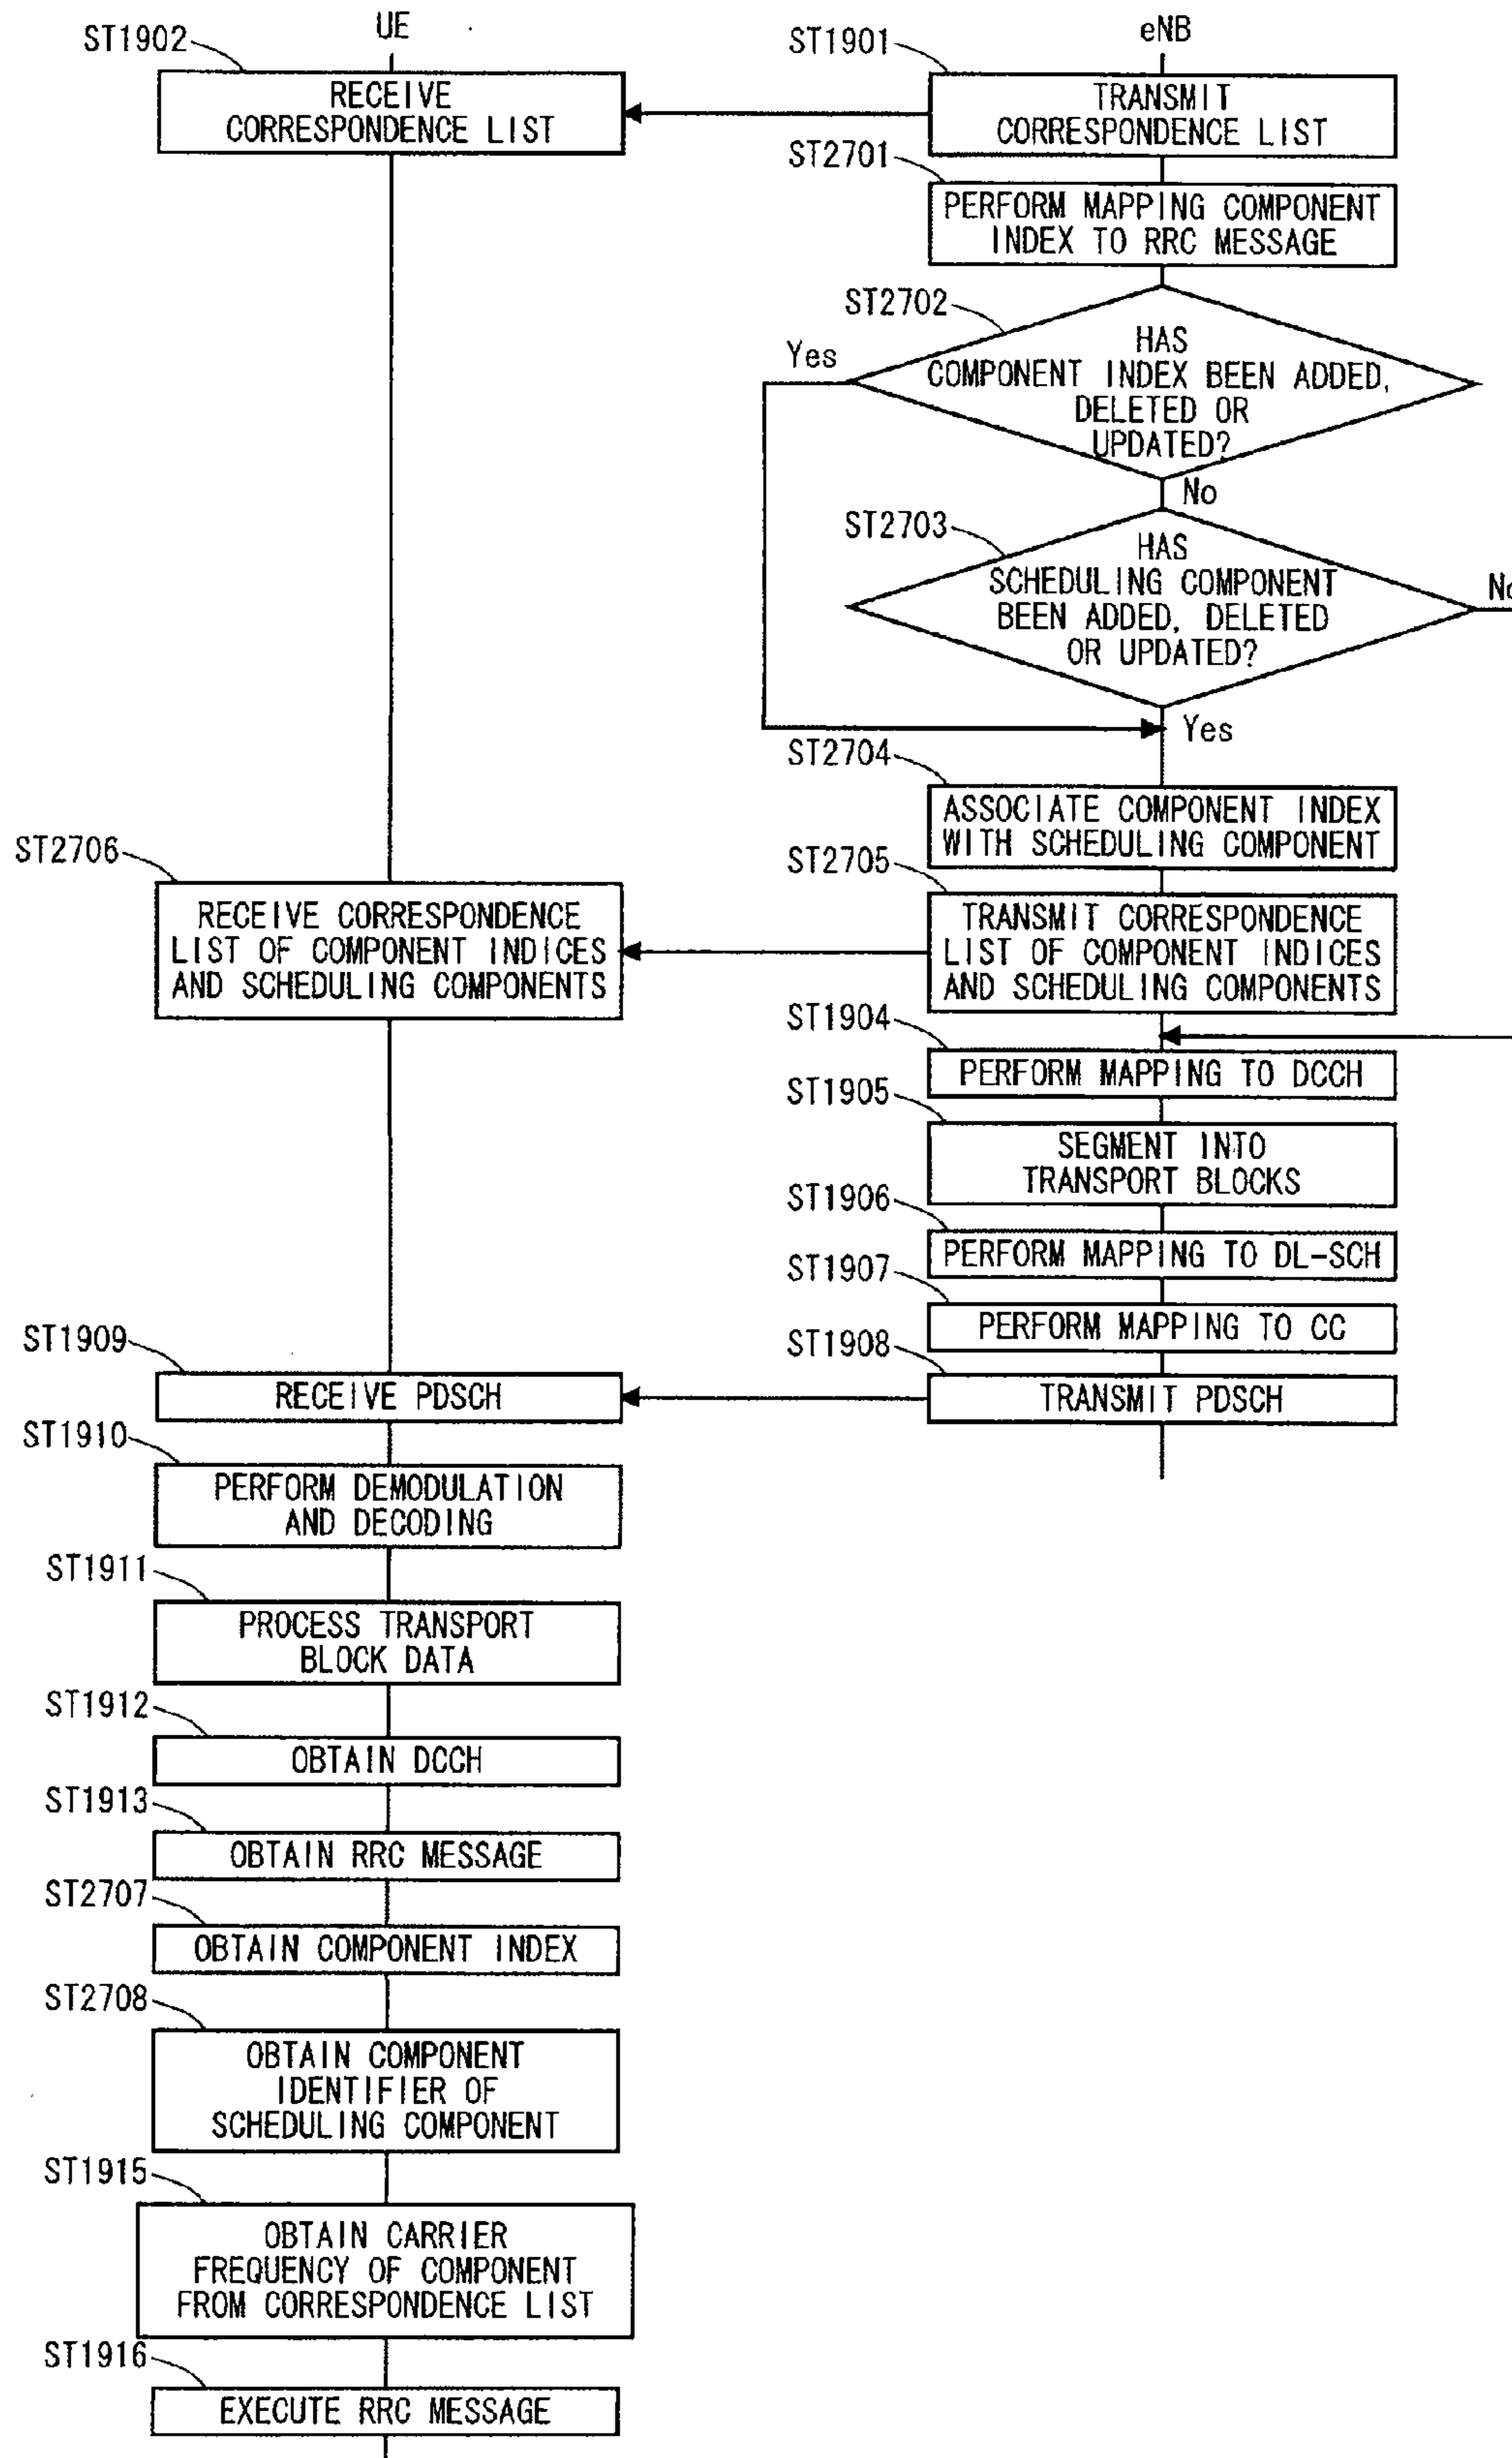 UE
eNB
ST1902
ST1901
RECEIVE
CORRESPONDENCE LIST
TRANSMIT
CORRESPONDENCE LIST
ST2701
PERFORM MAPPING COMPONENT
INDEX TO RRC MESSAGE
ST2702
Yes
HAS
COMPONENT INDEX BEEN ADDED,
DELETED OR
UPDATED?
No
ST2703
HAS
SCHEDULING COMPONENT
BEEN ADDED, DELETED
OR UPDATED?
No
Yes
ST2704
ASSOCIATE COMPONENT INDEX
WITH SCHEDULING COMPONENT
ST2706
ST2705
RECEIVE CORRESPONDENCE
LIST OF COMPONENT INDICES
AND SCHEDULING COMPONENTS
TRANSMIT CORRESPONDENCE
LIST OF COMPONENT INDICES
AND SCHEDULING COMPONENTS
ST1904
PERFORM MAPPING TO DCCH
ST1905
SEGMENT INTO
TRANSPORT BLOCKS
ST1906
PERFORM MAPPING TO DL-SCH
ST1907
PERFORM MAPPING TO CC
ST1909
ST1908
RECEIVE PDSCH
TRANSMIT PDSCH
ST1910
PERFORM DEMODULATION
AND DECODING
ST1911
PROCESS TRANSPORT
BLOCK DATA
ST1912
OBTAIN DCCH
ST1913
OBTAIN RRC MESSAGE
ST2707
OBTAIN COMPONENT INDEX
ST2708
OBTAIN COMPONENT
IDENTIFIER OF
SCHEDULING COMPONENT
ST1915
OBTAIN CARRIER
FREQUENCY OF COMPONENT
FROM CORRESPONDENCE LIST
ST1916
EXECUTE RRC MESSAGE